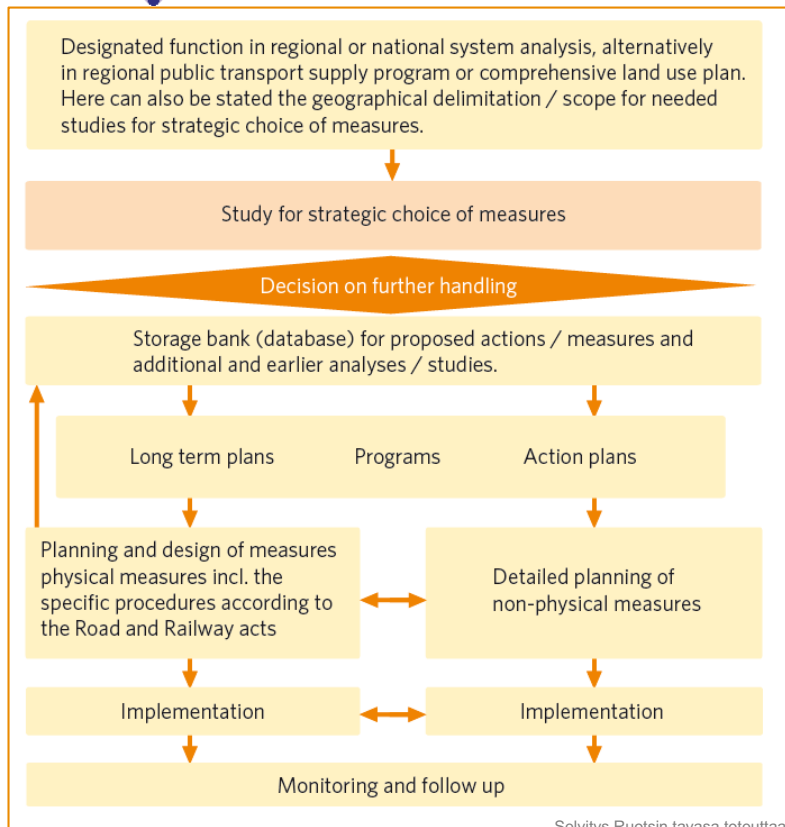 Designated function in regional or national system analysis, alternatively
in regional public transport supply program or comprehensive land use plan.
Here can also be stated the geographical delimitation / scope for needed
studies for strategic choice of measures.
Study for strategic choice of measures
Decision on further handling
Storage bank (database) for proposed actions / measures and
additional and earlier analyses / studies.
Long term plans Programs Action plans
Planning and design of measures
physical measures incl. the
specific procedures according to
the Road and Railway acts
Detailed planning of
non-physical measures
Implementation Implementation
Monitoring and follow up
Selvitys Ruotsin tavasa toteuttaa